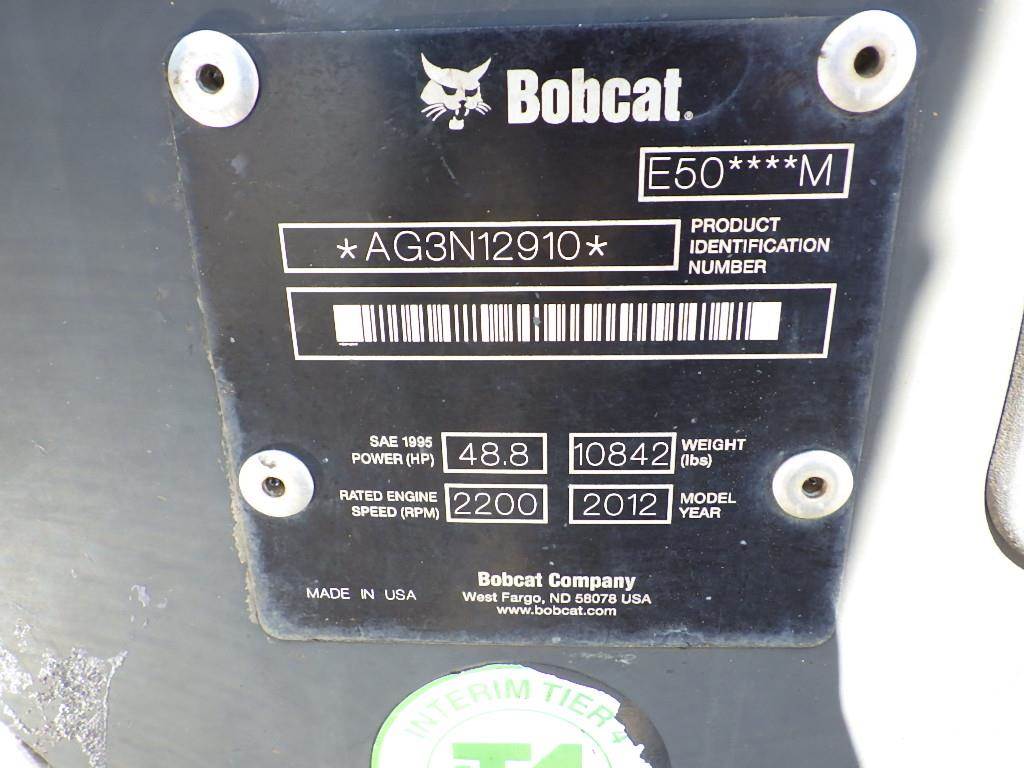 Bobcat®
E50****M
*AG3N12910*
PRODUCT
IDENTIFICATION
NUMBER
SAE 1995
POWER (HP)
48.8
10842
WEIGHT
(lbs)
RATED ENGINE
SPEED (RPM)
2200
2012
MODEL
YEAR
MADE IN USA
Bobcat Company
West Fargo, ND 58078 USA
www.bobcat.com
INTERIM TIER 4